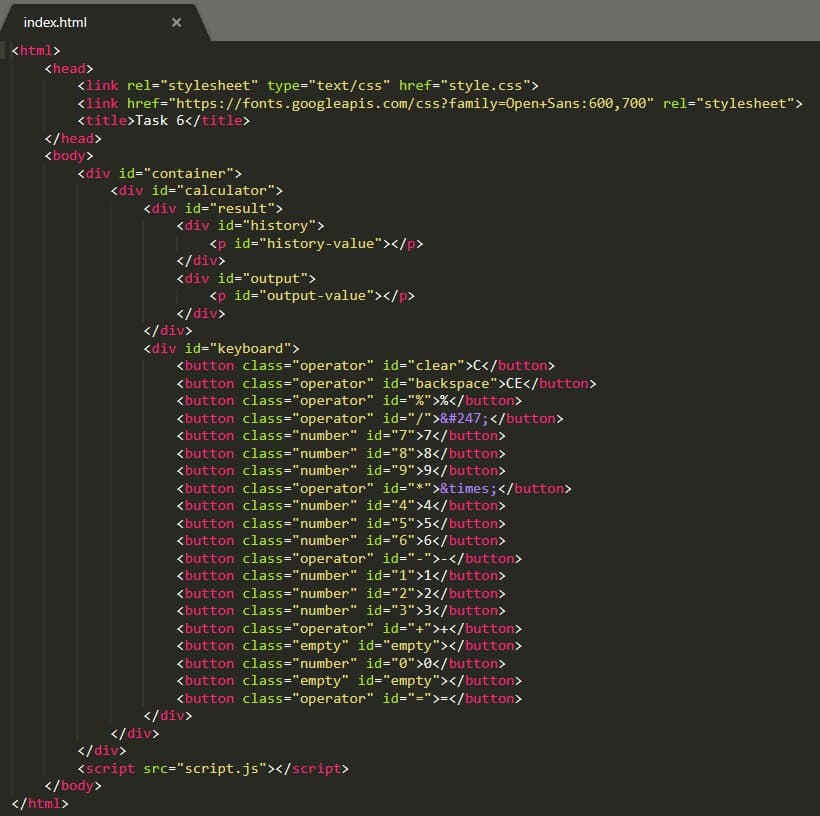 index.html ×
<html>
<head>
<link rel="stylesheet" type="text/css" href="style.css">
<link href="https://fonts.googleapis.com/css?family=Open+Sans:600,700" rel="stylesheet">
<title>Task 6</title>
</head>
<body>
<div id="container">
<div id="calculator">
<div id="result">
<div id="history">
<p id="history-value"></p>
</div>
<div id="output">
<p id="output-value"></p>
</div>
</div>
<div id="keyboard">
<button class="operator" id="clear">C</button>
<button class="operator" id="backspace">CE</button>
<button class="operator" id="%">%</button>
<button class="operator" id="/">&#247;</button>
<button class="number" id="7">7</button>
<button class="number" id="8">8</button>
<button class="number" id="9">9</button>
<button class="operator" id="*">&times;</button>
<button class="number" id="4">4</button>
<button class="number" id="5">5</button>
<button class="number" id="6">6</button>
<button class="operator" id="-">-</button>
<button class="number" id="1">1</button>
<button class="number" id="2">2</button>
<button class="number" id="3">3</button>
<button class="operator" id="+">+</button>
<button class="empty" id="empty"></button>
<button class="number" id="0">0</button>
<button class="empty" id="empty"></button>
<button class="operator" id="=">=</button>
</div>
</div>
</div>
<script src="script.js"></script>
</body>
</html>